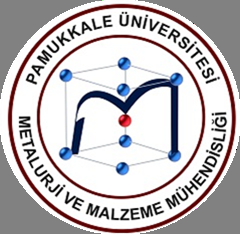 PAMUKKALE ÜNİVERSİTESİ
METALURJİ VE MALZEME MÜHENDİSLİĞİ